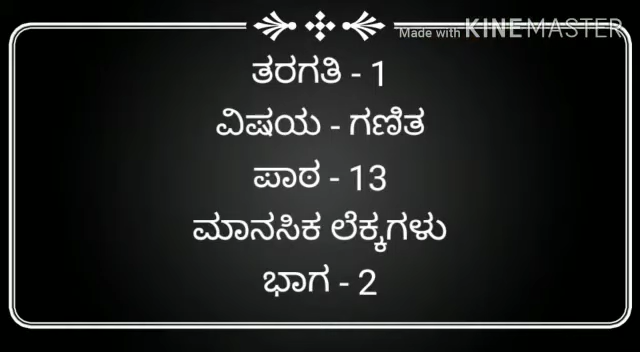 Made with KINEMASTER
ತರಗತಿ - 1
ವಿಷಯ - ಗಣಿತ
ಪಾಠ - 13
ಮಾನಸಿಕ ಲೆಕ್ಕಗಳು
ಭಾಗ - 2